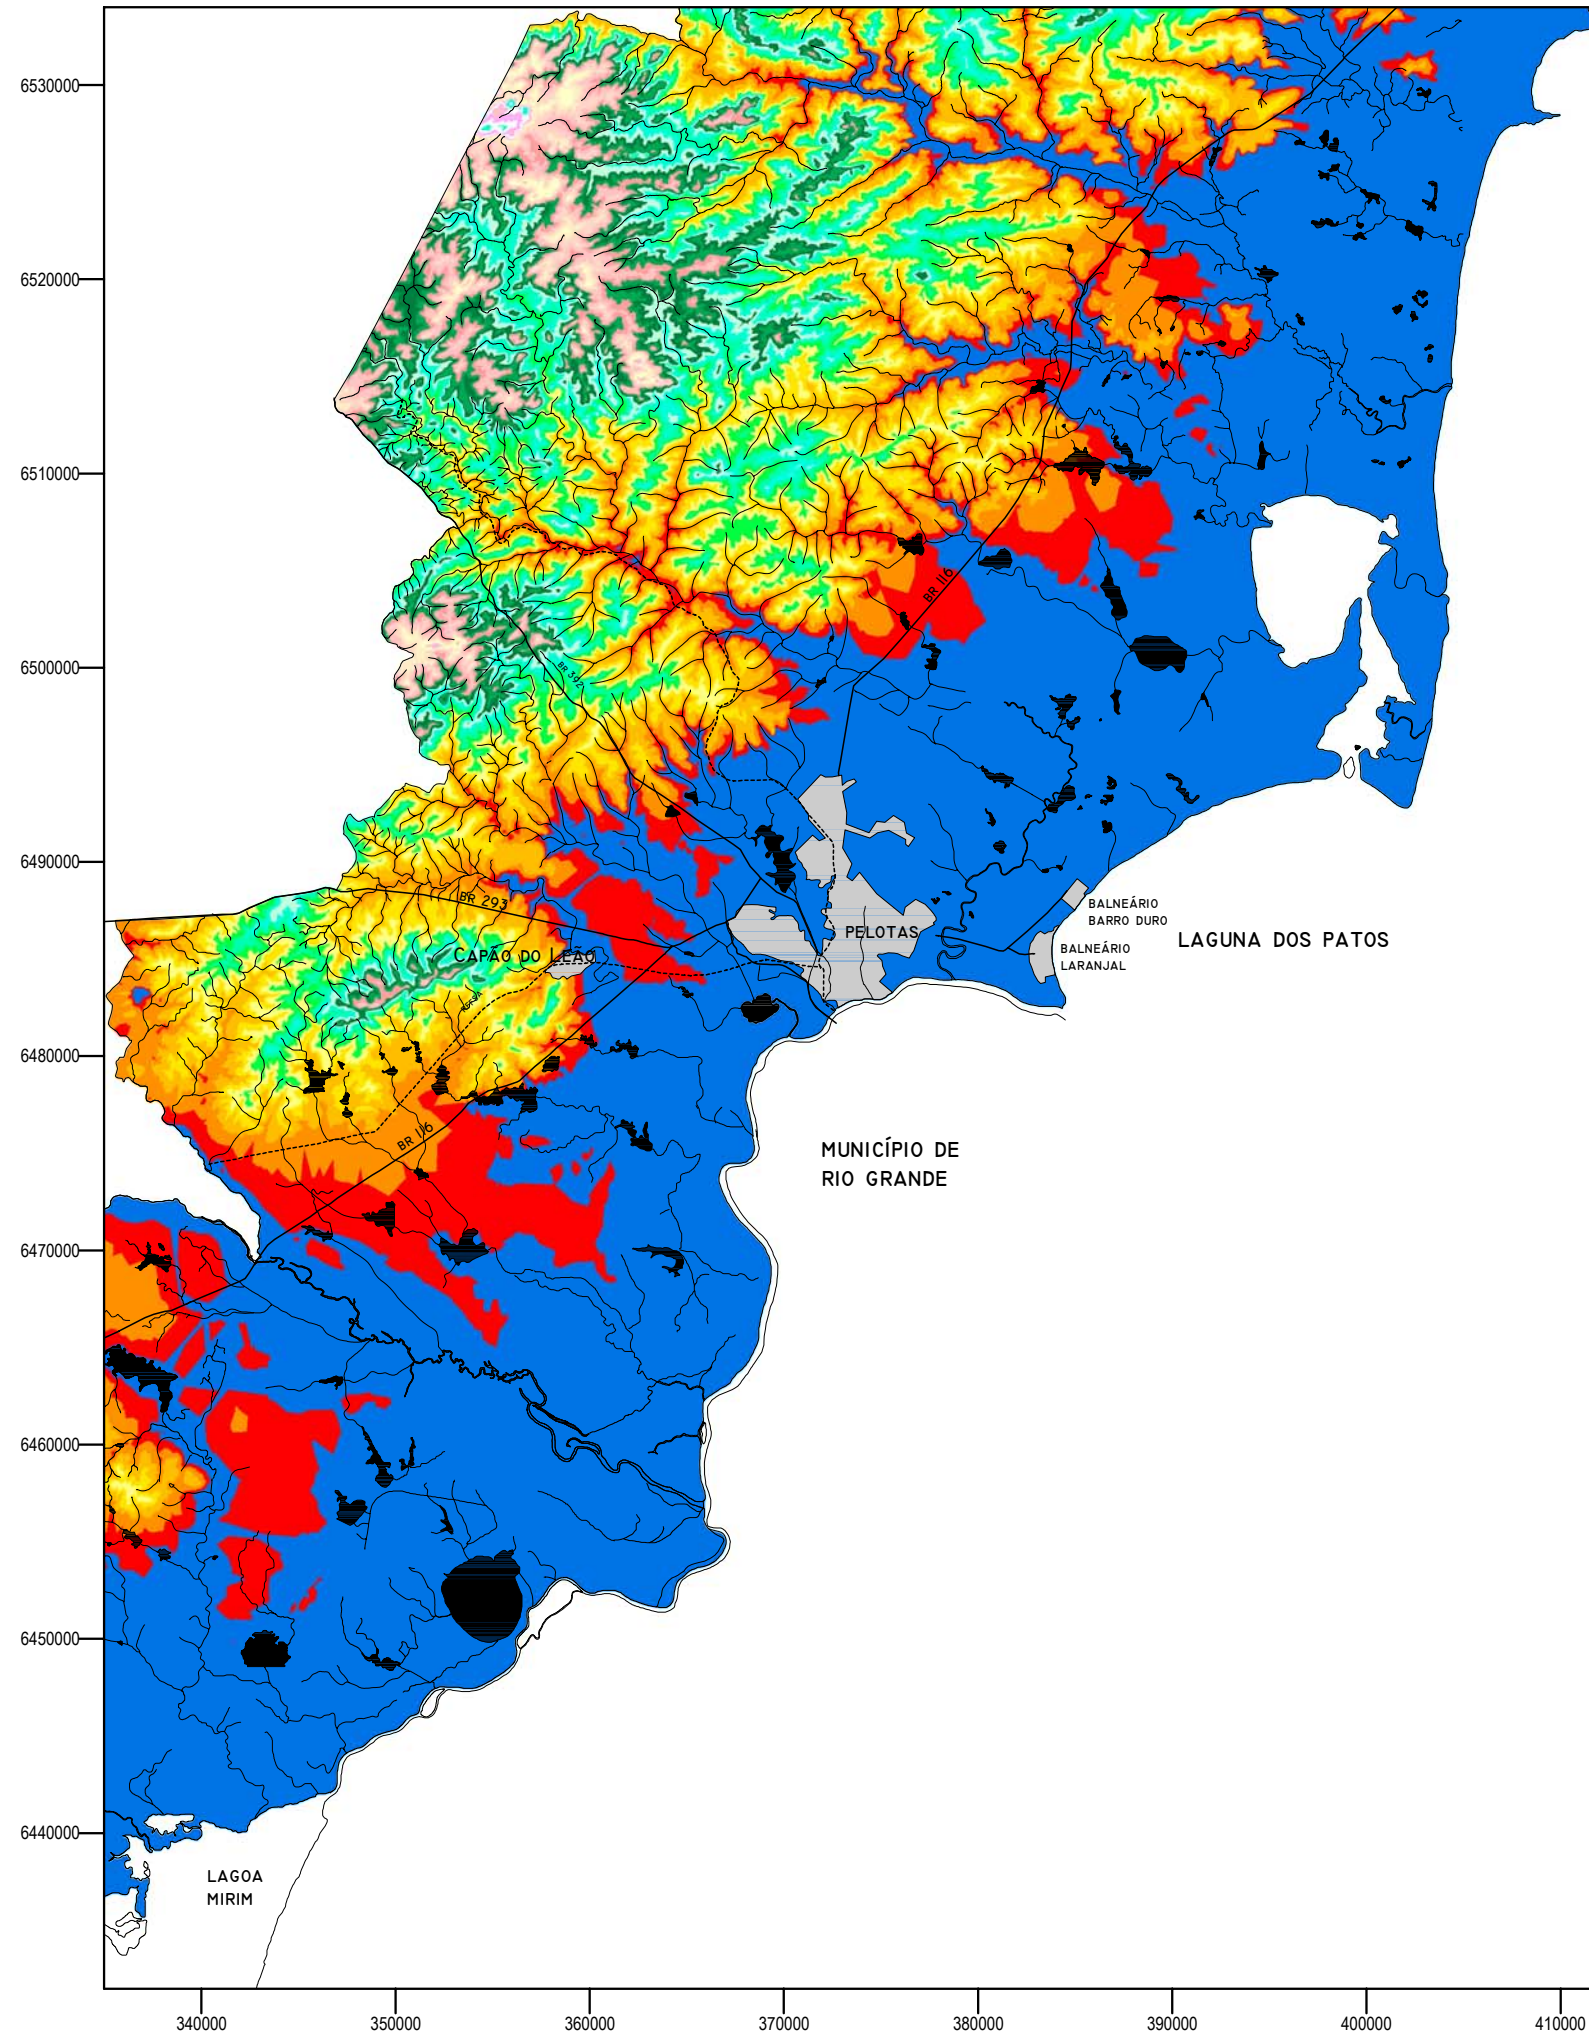 6530000
6520000
6510000
BR 116
6500000
BR 392
6490000
BR 293
BALNEÁRIO
BARRO DURO
PELOTAS
LAGUNA DOS PATOS
CAPÃO DO LEÃO
BALNEÁRIO
LARANJAL
6480000
BR 116
MUNICÍPIO DE
RIO GRANDE
6470000
6460000
6450000
6440000
LAGOA
MIRIM
340000
350000
360000
370000
380000
390000
400000
410000